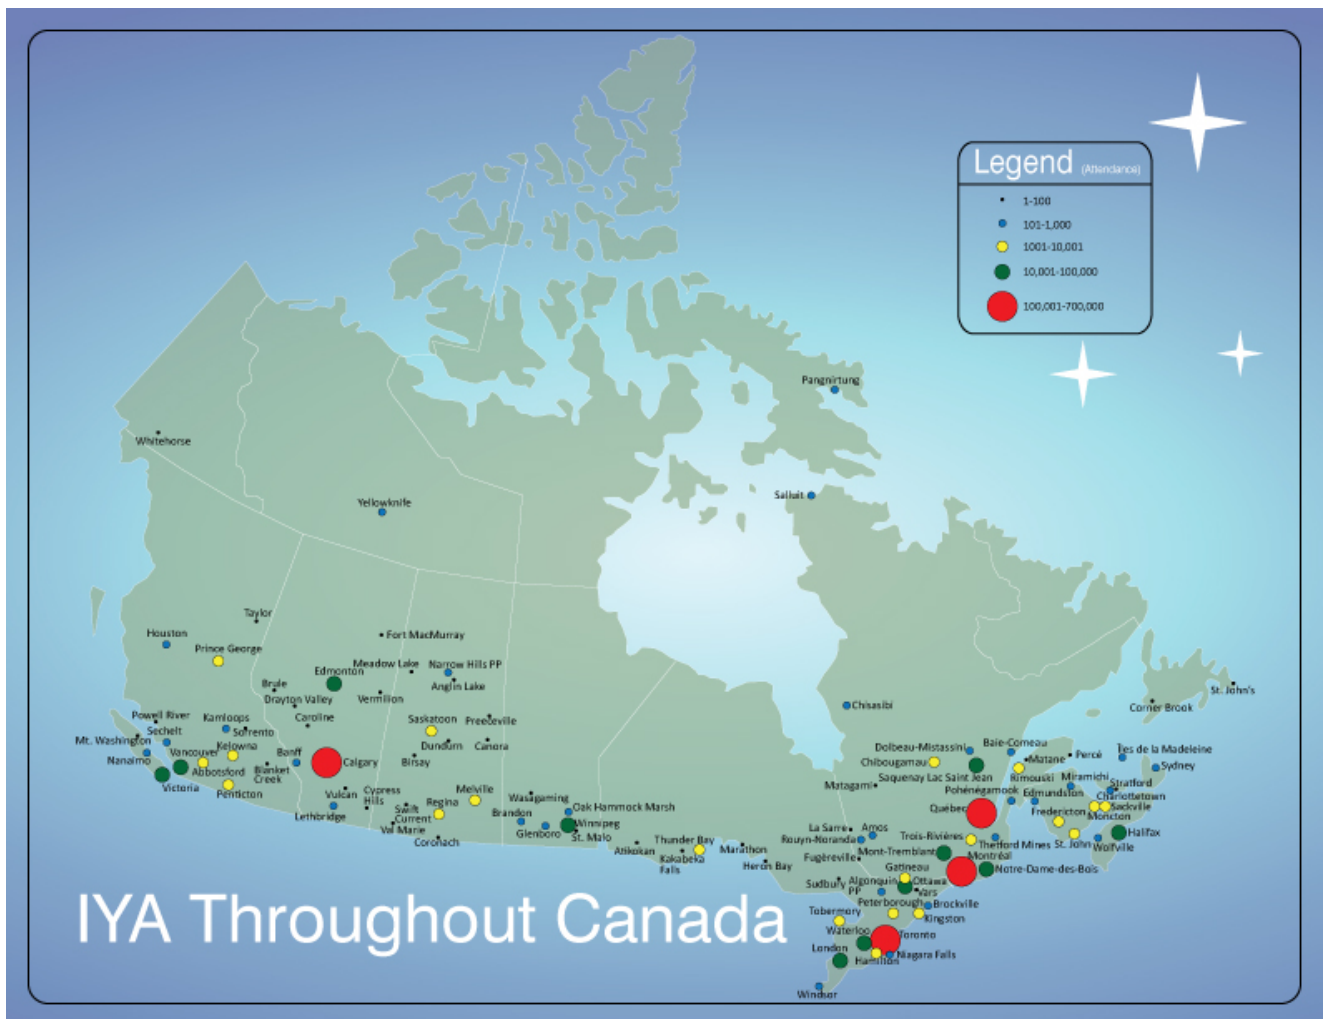 Legend (Attendance)
1-100
101-1,000
1001-10,001
10,001-100,000
100,001-700,000
Pangnirtung
Whitehorse
Salluit
Yellowknife
Taylor
Houston
Fort MacMurray
Prince George
Meadow Lake
Narrow Hills PP
Edmonton
Anglin Lake
Brule
Drayton Valley
Vermilion
St. John's
Corner Brook
Chisasibi
Powell River
Kamloops
Caroline
Saskatoon
Preeceville
Sechelt
Sorrento
Mt. Washington
Vancouver
Kelowna
Banff
Dundurn
Canora
Nanaimo
Abbotsford
Blanket
Creek
Calgary
Birsay
Victoria
Penticton
Vulcan
Cypress
Hills
Melville
Regina
Swift
Current
Lethbridge
Val Marie
Coronach
Wasagaming
Oak Hammock Marsh
Brandon
Winnipeg
Glenboro
St. Malo
Atikokan
Thunder Bay
Kakabeka
Falls
Marathon
Heron Bay
Dolbeau-Mistassini
Baie-Comeau
Matane
Percé
Îles de la Madeleine
Chibougamau
Rimouski
Sydney
Saguenay Lac Saint Jean
Miramichi
Stratford
Matagami
Pohénégamook
Edmundston
Charlottetown
Québec
Fredericton
Sackville
Moncton
La Sarre
Amos
Halifax
Rouyn-Noranda
Trois-Rivières
Thetford Mines
St. John
Wolfville
Fugèreville
Mont-Tremblant
Montréal
Gatineau
Notre-Dame-des-Bois
Sudbury
Algonquin
PP
Ottawa
Vars
Peterborough
Brockville
Tobermory
Kingston
Waterloo
Toronto
London
Hamilton
Niagara Falls
Windsor
IYA Throughout Canada